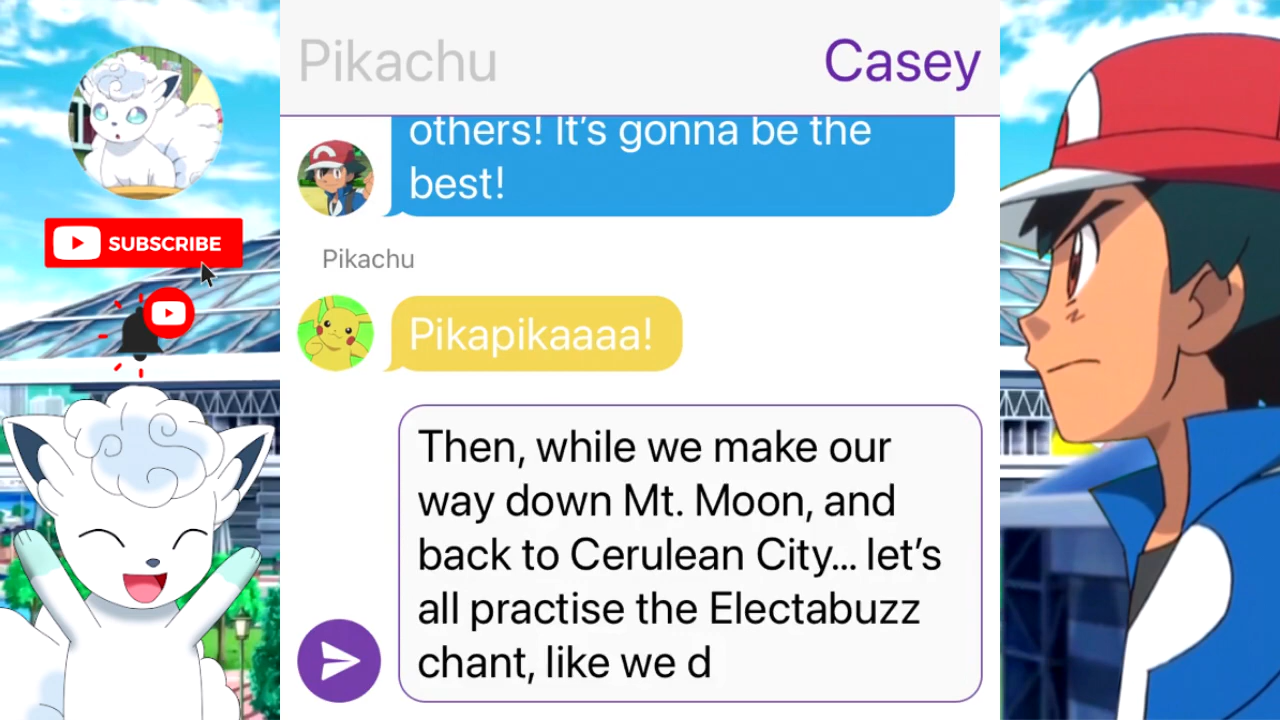 Pikachu
Casey
others! It's gonna be the
best!
SUBSCRIBE
Pikachu
Pikapikaaaa!
Then, while we make our
way down Mt. Moon, and
back to Cerulean City... let's
all practise the Electabuzz
chant, like we d